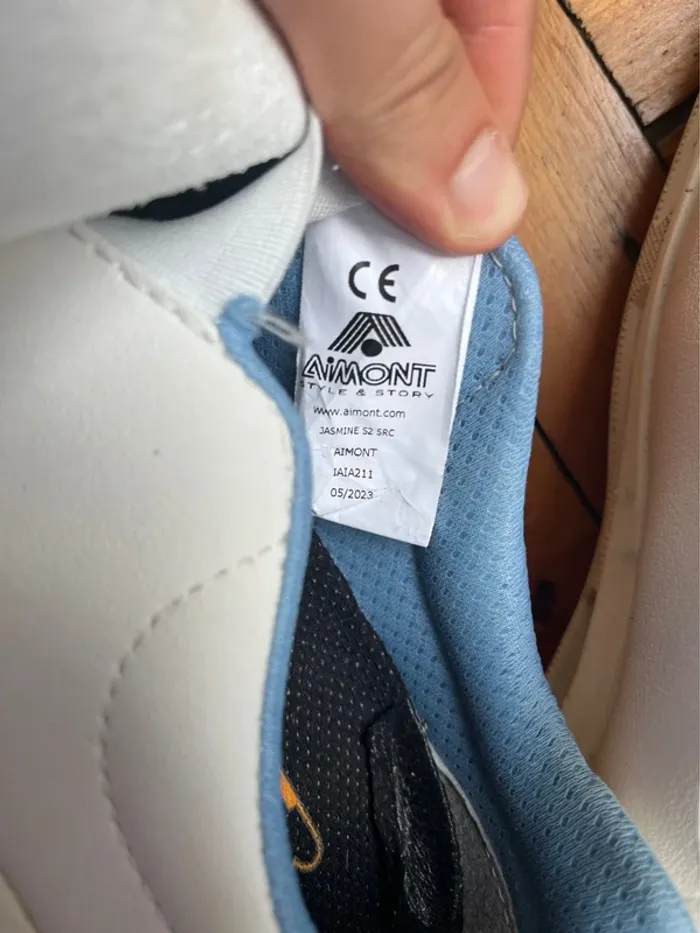 CE
AiMONT
STYLE & STORY
www.aimont.com
JASMINE S2 SRC
AIMONT
IAIA211
05/2023